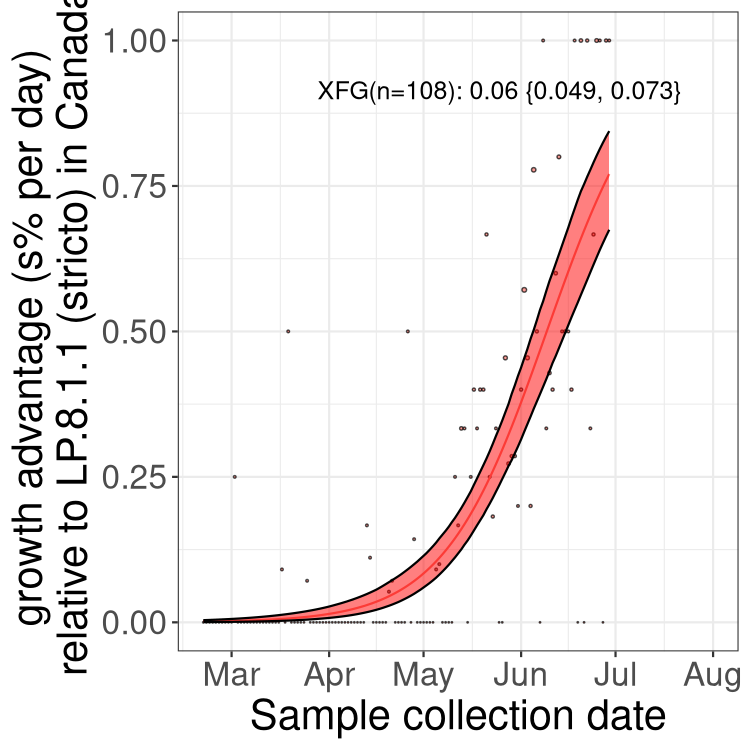 growth advantage (s% per day)
relative to LP.8.1.1 (stricto) in Canada
1.00
0.75
0.50
0.25
0.00
XFG(n=108): 0.06 {0.049, 0.073}
Mar Apr May Jun Jul Aug
Sample collection date